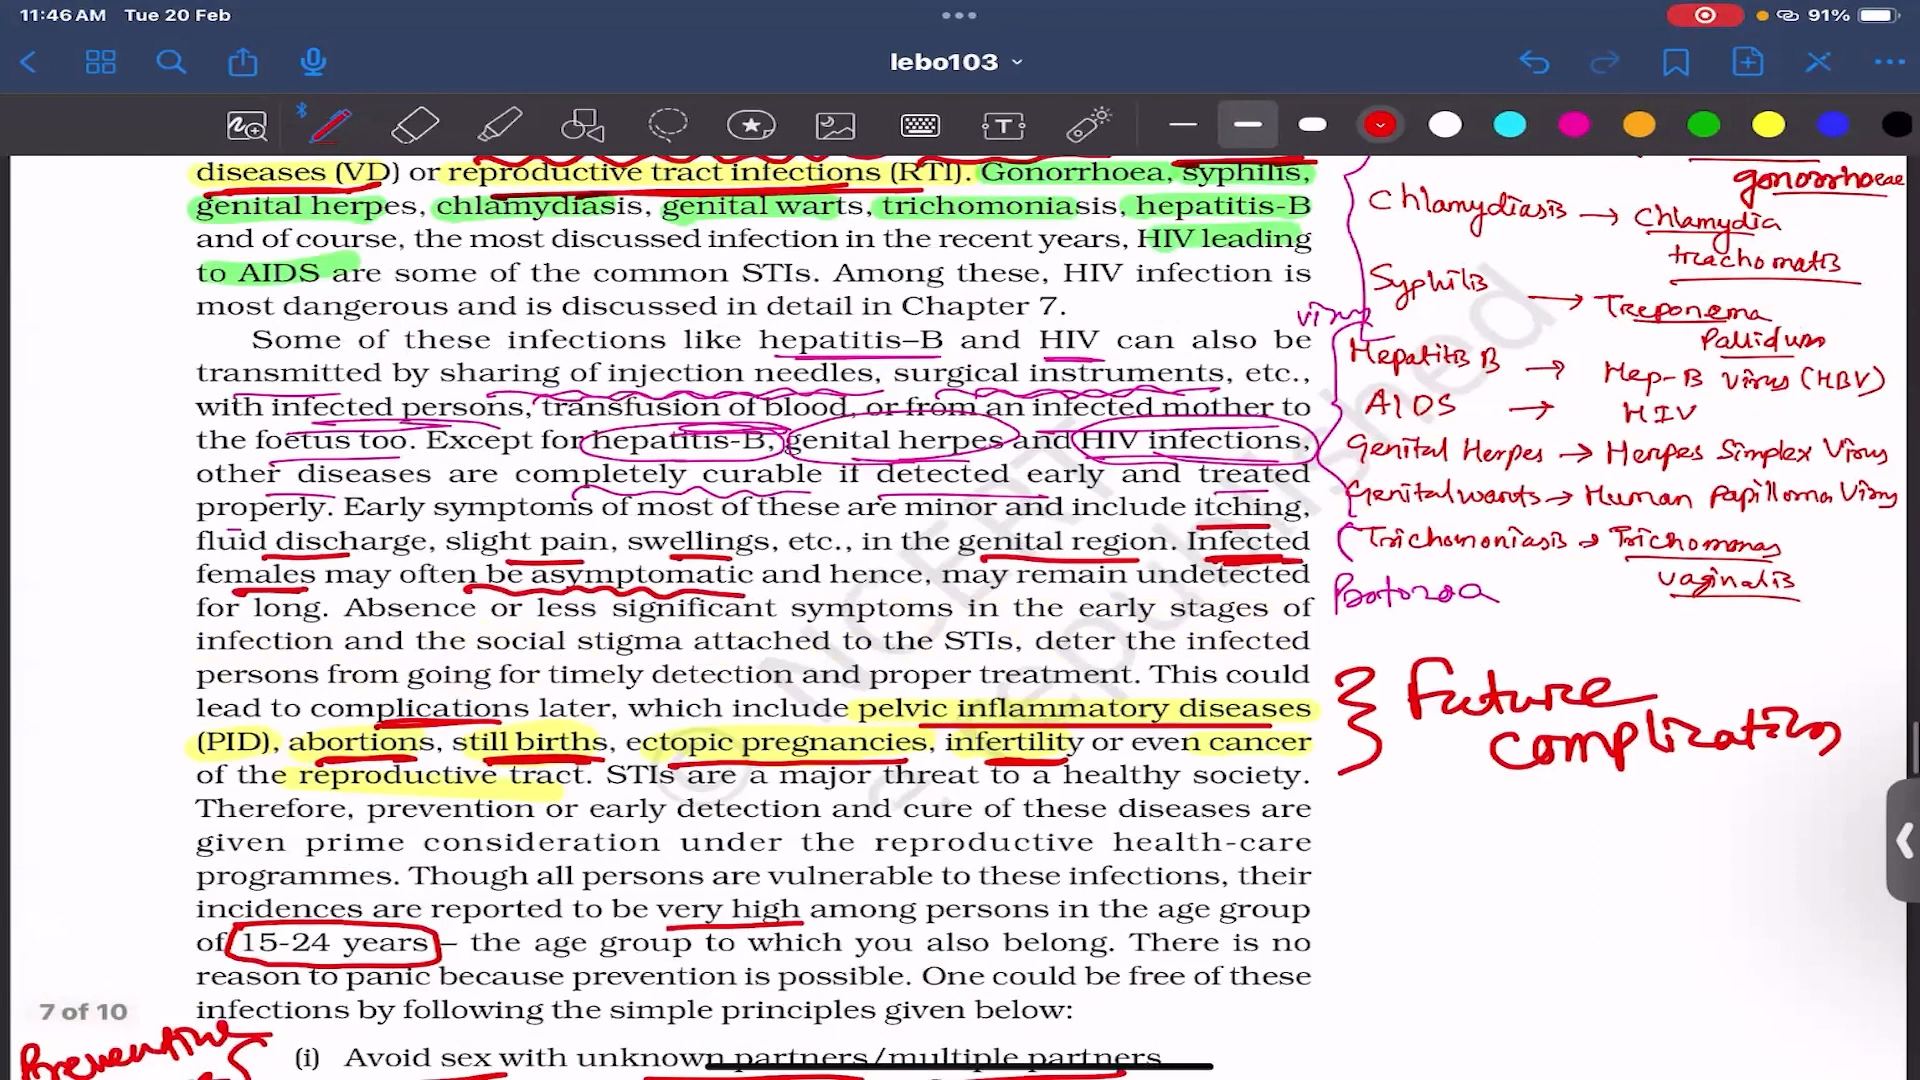 11:46 AM Tue 20 Feb
91%
lebo103
diseases (VD) or reproductive tract infections (RTI). Gonorrhoea, syphilis,
genital herpes, chlamydiasis, genital warts, trichomoniasis, hepatitis-B
and of course, the most discussed infection in the recent years, HIV leading
to AIDS are some of the common STIs. Among these, HIV infection is
most dangerous and is discussed in detail in Chapter 7.
Some of these infections like hepatitis–B and HIV can also be
transmitted by sharing of injection needles, surgical instruments, etc.,
with infected persons, transfusion of blood, or from an infected mother to
the foetus too. Except for hepatitis-B, genital herpes and HIV infections,
other diseases are completely curable if detected early and treated
properly. Early symptoms of most of these are minor and include itching,
fluid discharge, slight pain, swellings, etc., in the genital region. Infected
females may often be asymptomatic and hence, may remain undetected
for long. Absence or less significant symptoms in the early stages of
infection and the social stigma attached to the STIs, deter the infected
persons from going for timely detection and proper treatment. This could
lead to complications later, which include pelvic inflammatory diseases
(PID), abortions, still births, ectopic pregnancies, infertility or even cancer
of the reproductive tract. STIs are a major threat to a healthy society.
Therefore, prevention or early detection and cure of these diseases are
given prime consideration under the reproductive health-care
programmes. Though all persons are vulnerable to these infections, their
incidences are reported to be very high among persons in the age group
of 15-24 years – the age group to which you also belong. There is no
reason to panic because prevention is possible. One could be free of these
infections by following the simple principles given below:
(i) Avoid sex with unknown partners/multiple partners
7 of 10
Preventive
gonorrhoeae
Chlamydiasis → Chlamydia
trachomatis
Syphilis → Treponema
Pallidum
virus
Hepatitis B → Hep-B Virus (HBV)
AIDS → HIV
Genital Herpes → Herpes Simplex Virus
Genital warts → Human Papilloma Virus
Trichomoniasis → Trichomonas
vaginalis
Protozoa
Future
complication
© NCERT
republished